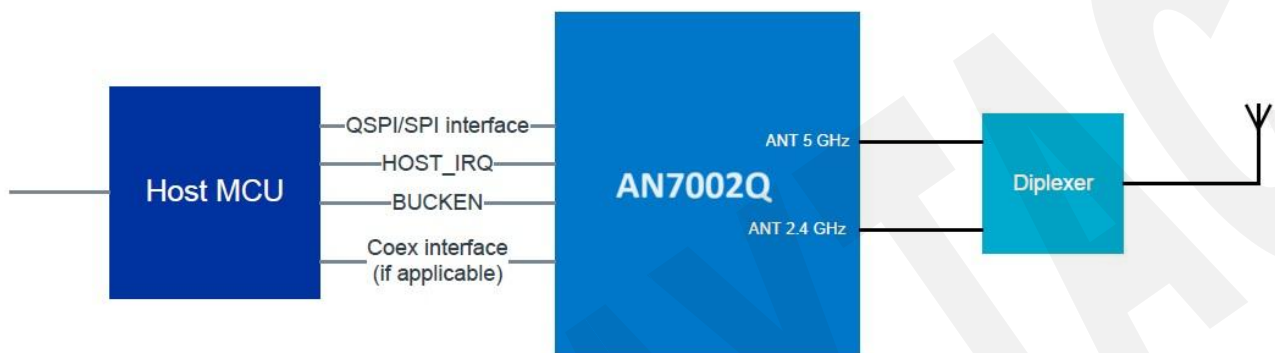 Host MCU
QSPI/SPI interface
HOST_IRQ
BUCKEN
Coex interface
(if applicable)
AN7002Q
ANT 5 GHz
ANT 2.4 GHz
Diplexer